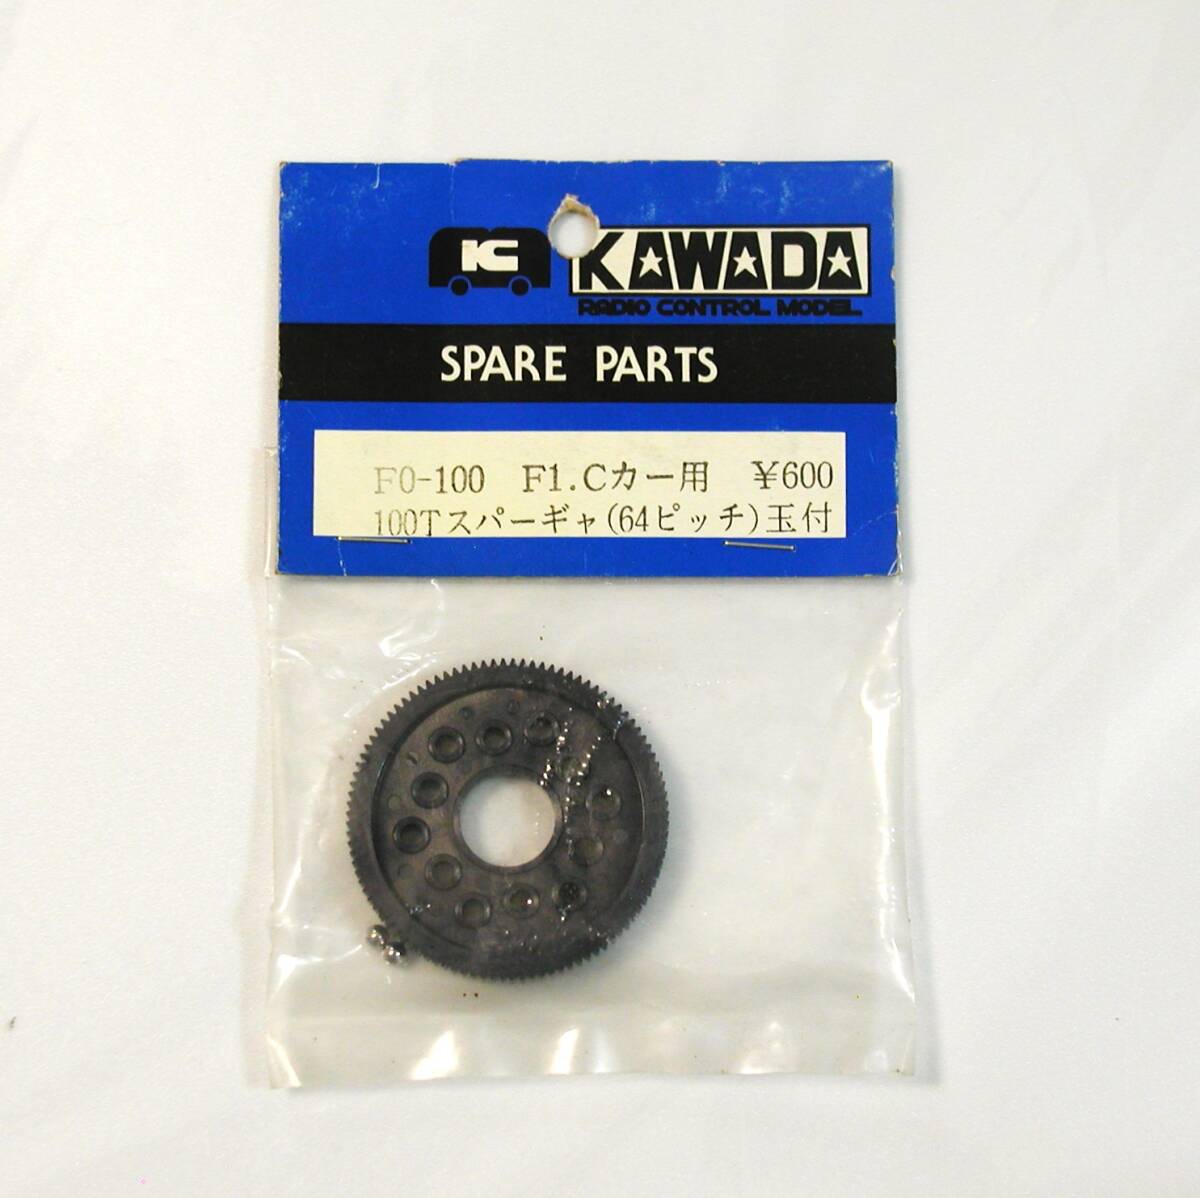 K KAWADA
RADIO CONTROL MODEL
SPARE PARTS
F0-100 F1.Cカー用 ¥600
100Tスパーギャ(64ピッチ)玉付